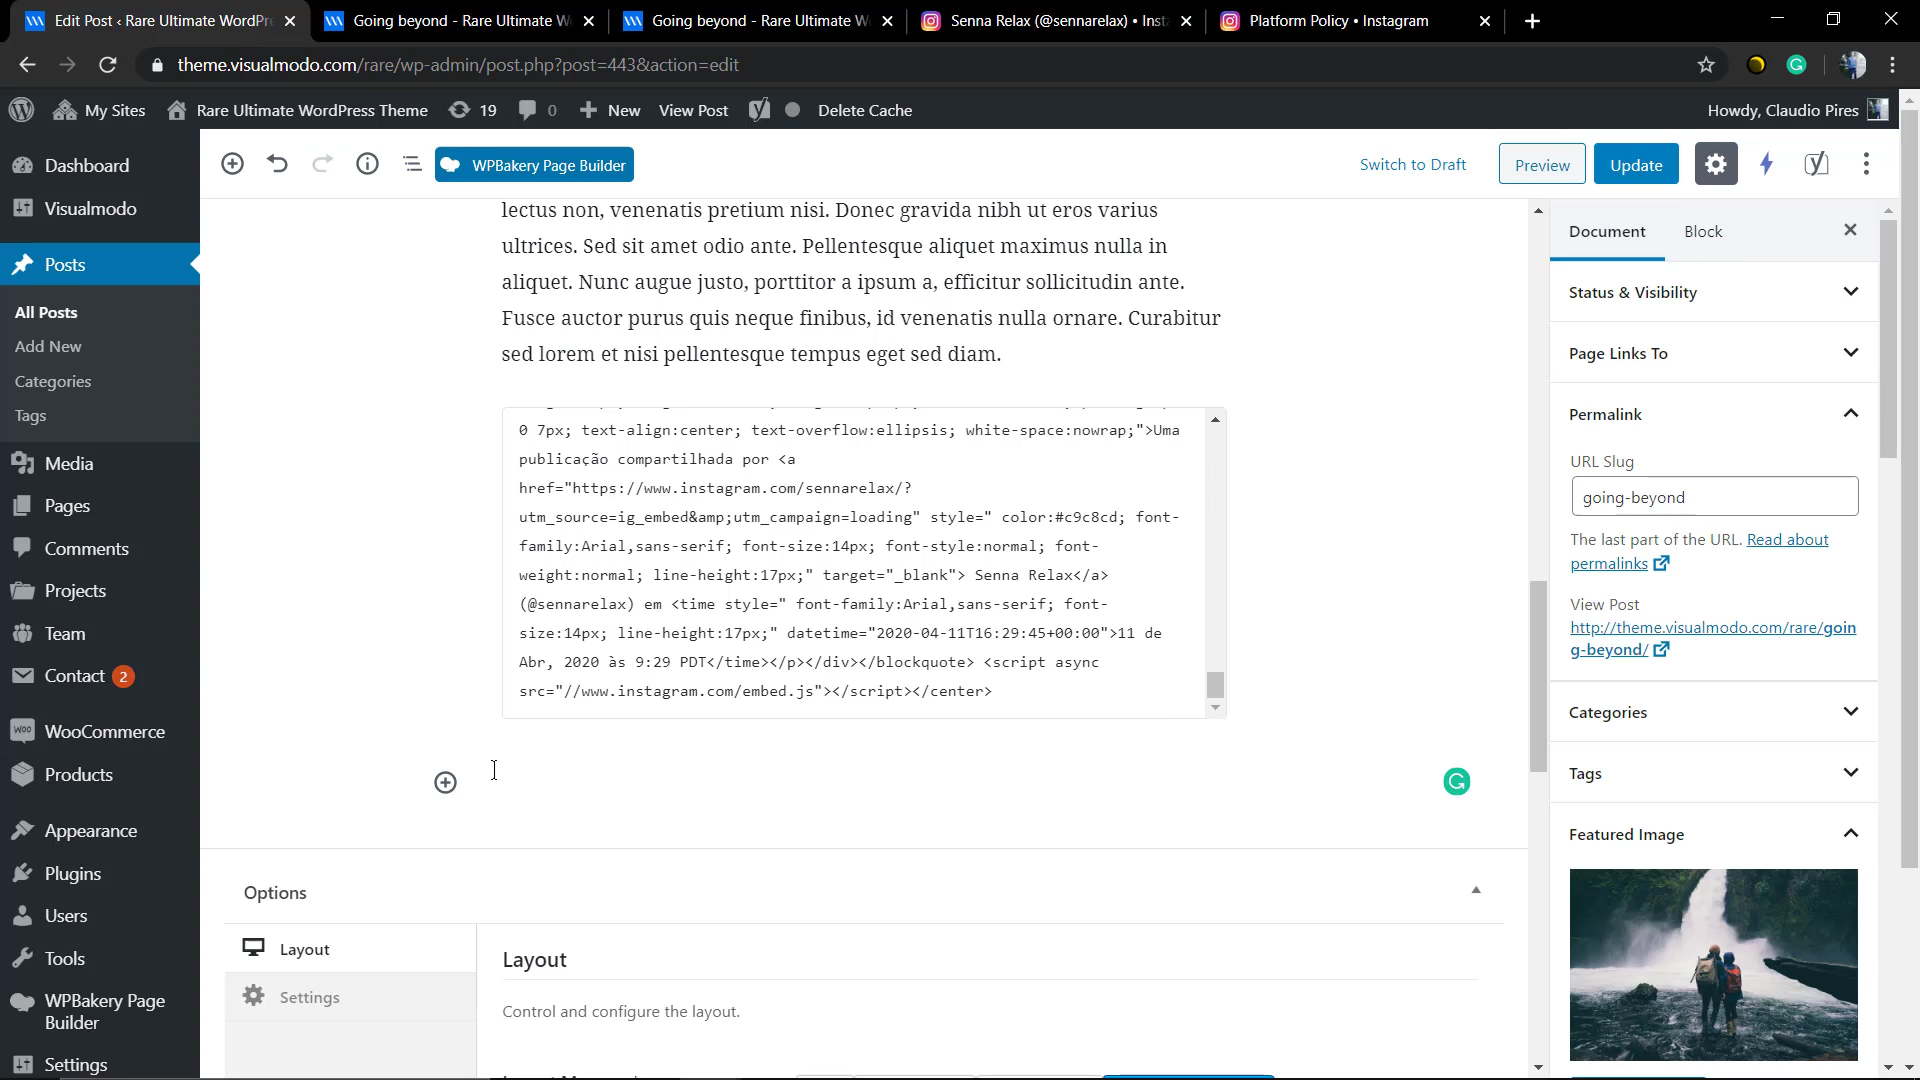 Edit Post ‹ Rare Ultimate WordPr
Going beyond - Rare Ultimate W
Going beyond - Rare Ultimate W
Senna Relax (@sennarelax) • Inst
Platform Policy • Instagram
theme.visualmodo.com/rare/wp-admin/post.php?post=443&action=edit
My Sites
Rare Ultimate WordPress Theme
19
0
New
View Post
Delete Cache
Howdy, Claudio Pires
Dashboard
Visualmodo
Posts
All Posts
Add New
Categories
Tags
Media
Pages
Comments
Projects
Team
Contact 2
WooCommerce
Products
Appearance
Plugins
Users
Tools
WPBakery Page
Builder
Settings
WPBakery Page Builder
Switch to Draft
Preview
Update
lectus non, venenatis pretium nisi. Donec gravida nibh ut eros varius
ultrices. Sed sit amet odio ante. Pellentesque aliquet maximus nulla in
aliquet. Nunc augue justo, porttitor a ipsum a, efficitur sollicitudin ante.
Fusce auctor purus quis neque finibus, id venenatis nulla ornare. Curabitur
sed lorem et nisi pellentesque tempus eget sed diam.
0 7px; text-align:center; text-overflow:ellipsis; white-space:nowrap;">Uma
publicação compartilhada por <a
href="https://www.instagram.com/sennarelax/?
utm_source=ig_embed&amp;utm_campaign=loading" style=" color:#c9c8cd; font-
family:Arial,sans-serif; font-size:14px; font-style:normal; font-
weight:normal; line-height:17px;" target="_blank"> Senna Relax</a>
(@sennarelax) em <time style=" font-family:Arial,sans-serif; font-
size:14px; line-height:17px;" datetime="2020-04-11T16:29:45+00:00">11 de
Abr, 2020 às 9:29 PDT</time></p></div></blockquote> <script async
src="//www.instagram.com/embed.js"></script></center>
Options
Layout
Settings
Layout
Control and configure the layout.
Document
Block
Status & Visibility
Page Links To
Permalink
URL Slug
going-beyond
The last part of the URL. Read about
permalinks
View Post
http://theme.visualmodo.com/rare/goin
g-beyond/
Categories
Tags
Featured Image